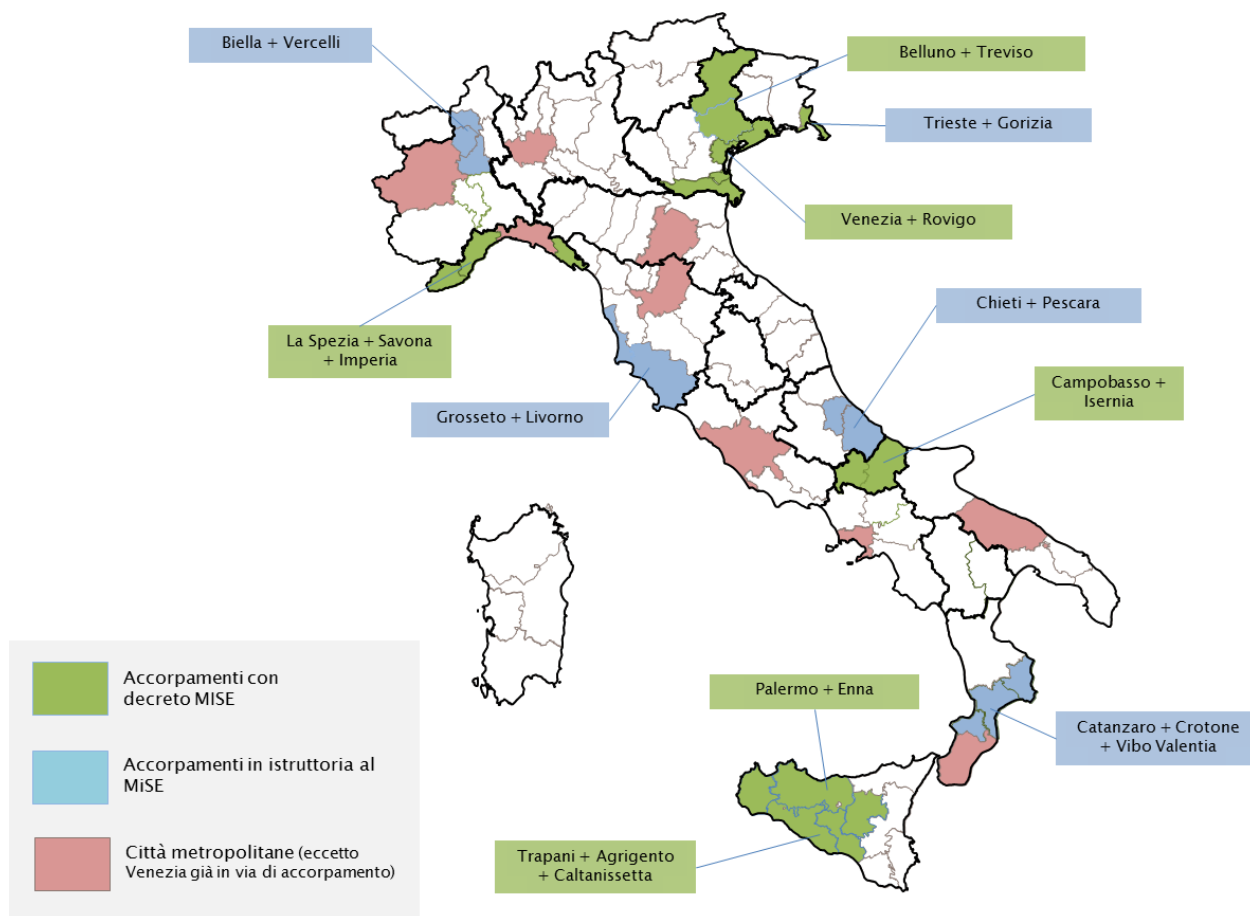 Biella + Vercelli
Belluno + Treviso
Trieste + Gorizia
Venezia + Rovigo
La Spezia + Savona
+ Imperia
Chieti + Pescara
Campobasso +
Isernia
Grosseto + Livorno
Palermo + Enna
Catanzaro + Crotone
+ Vibo Valentia
Trapani + Agrigento
+ Caltanissetta
Accorpamenti con
decreto MISE
Accorpamenti in istruttoria al
MiSE
Città metropolitane (eccetto
Venezia già in via di accorpamento)